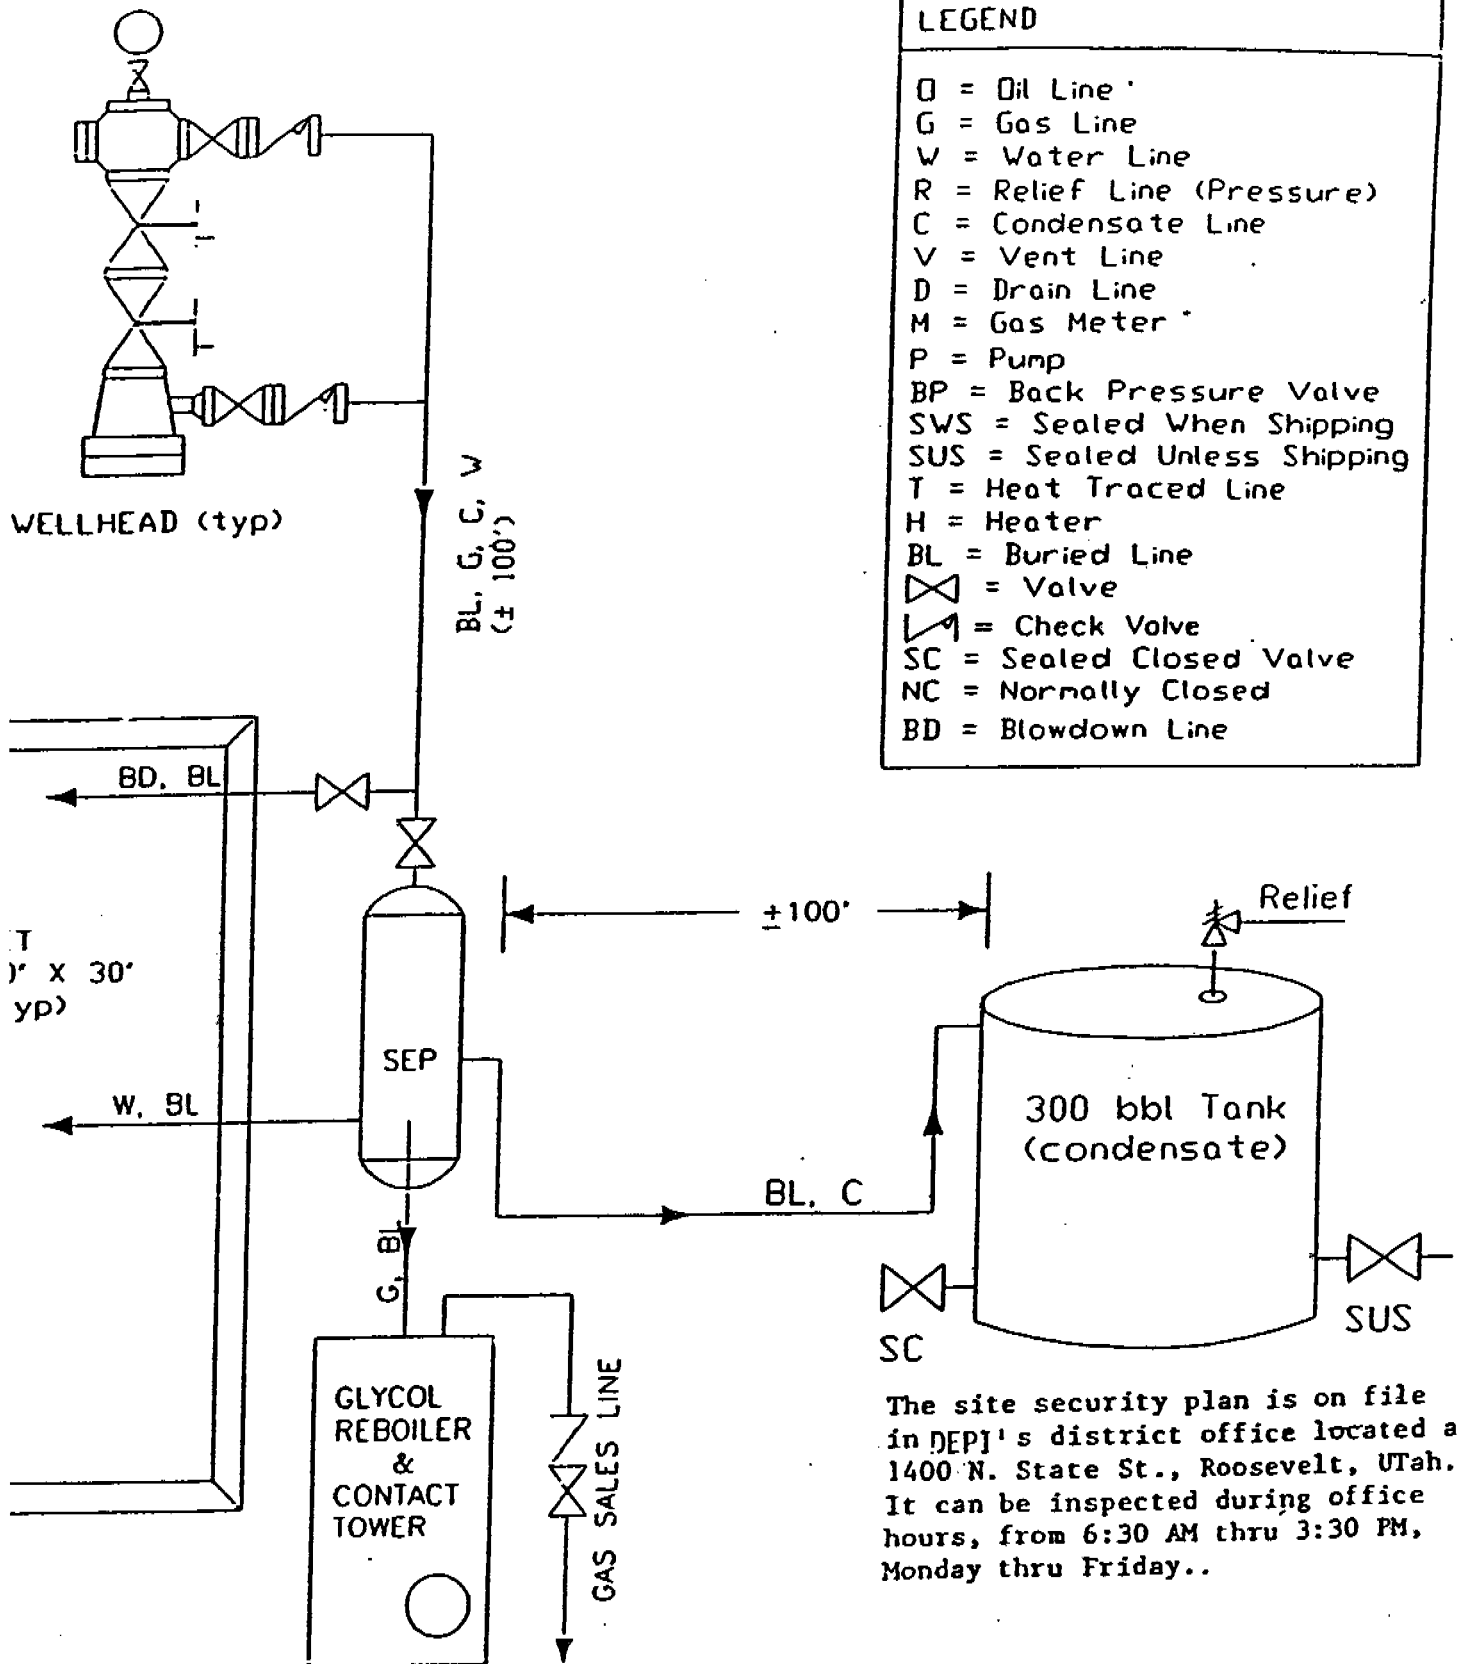 LEGEND
O = Oil Line
G = Gas Line
W = Water Line
R = Relief Line (Pressure)
C = Condensate Line
V = Vent Line
D = Drain Line
M = Gas Meter
P = Pump
BP = Back Pressure Valve
SWS = Sealed When Shipping
SUS = Sealed Unless Shipping
T = Heat Traced Line
H = Heater
BL = Buried Line
= Valve
= Check Valve
SC = Sealed Closed Valve
NC = Normally Closed
BD = Blowdown Line
WELLHEAD (typ)
BL, G, C, W
(± 100')
BD, BL
T
0' X 30'
yp)
SEP
W, BL
±100'
Relief
300 bbl Tank
(condensate)
BL, C
G, BL
SC
SUS
GLYCOL
REBOILER
&
CONTACT
TOWER
GAS SALES LINE
The site security plan is on file
in DEPI's district office located a
1400 N. State St., Roosevelt, UTah.
It can be inspected during office
hours, from 6:30 AM thru 3:30 PM,
Monday thru Friday..